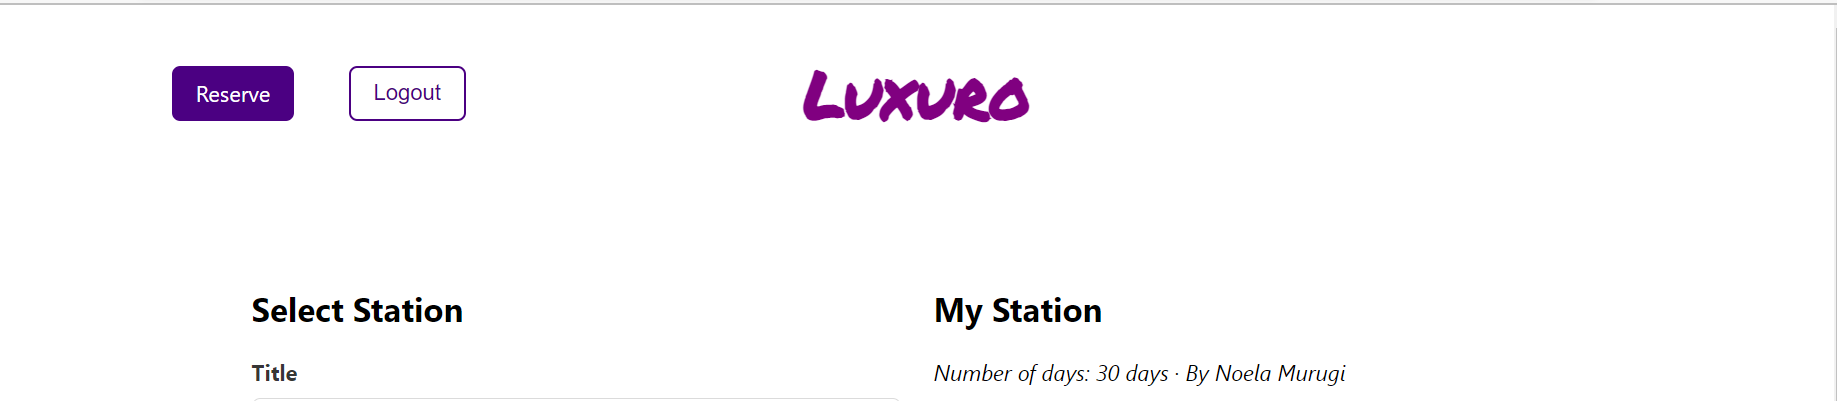 Reserve
Logout
Luxuro
Select Station
Title
My Station
Number of days: 30 days · By Noela Murugi